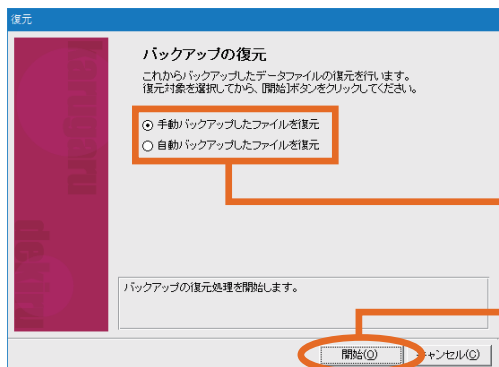 復元
バックアップの復元
これからバックアップしたデータファイルの復元を行います。
復元対象を選択してから、[開始]ボタンをクリックしてください。
手動バックアップしたファイルを復元
自動バックアップしたファイルを復元
バックアップの復元処理を開始します。
開始(O)
キャンセル(C)